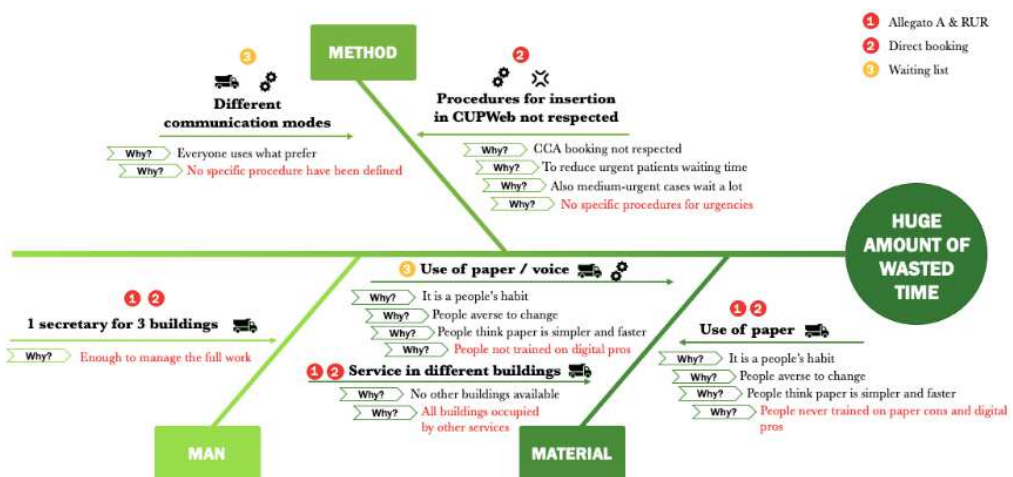 1 Allegato A & RUR
2 Direct booking
3 Waiting list
METHOD
3
Different
communication modes
Why? Everyone uses what prefer
Why? No specific procedure have been defined
2
Procedures for insertion
in CUPWeb not respected
Why? CCA booking not respected
Why? To reduce urgent patients waiting time
Why? Also medium-urgent cases wait a lot
Why? No specific procedures for urgencies
HUGE
AMOUNT OF
WASTED
TIME
1 2
1 secretary for 3 buildings
Why? Enough to manage the full work
3 Use of paper / voice
Why? It is a people's habit
Why? People averse to change
Why? People think paper is simpler and faster
Why? People not trained on digital pros
1 2 Service in different buildings
Why? No other buildings available
Why? All buildings occupied
by other services
1 2
Use of paper
Why? It is a people's habit
Why? People averse to change
Why? People think paper is simpler and faster
Why? People never trained on paper cons and digital
pros
MAN
MATERIAL